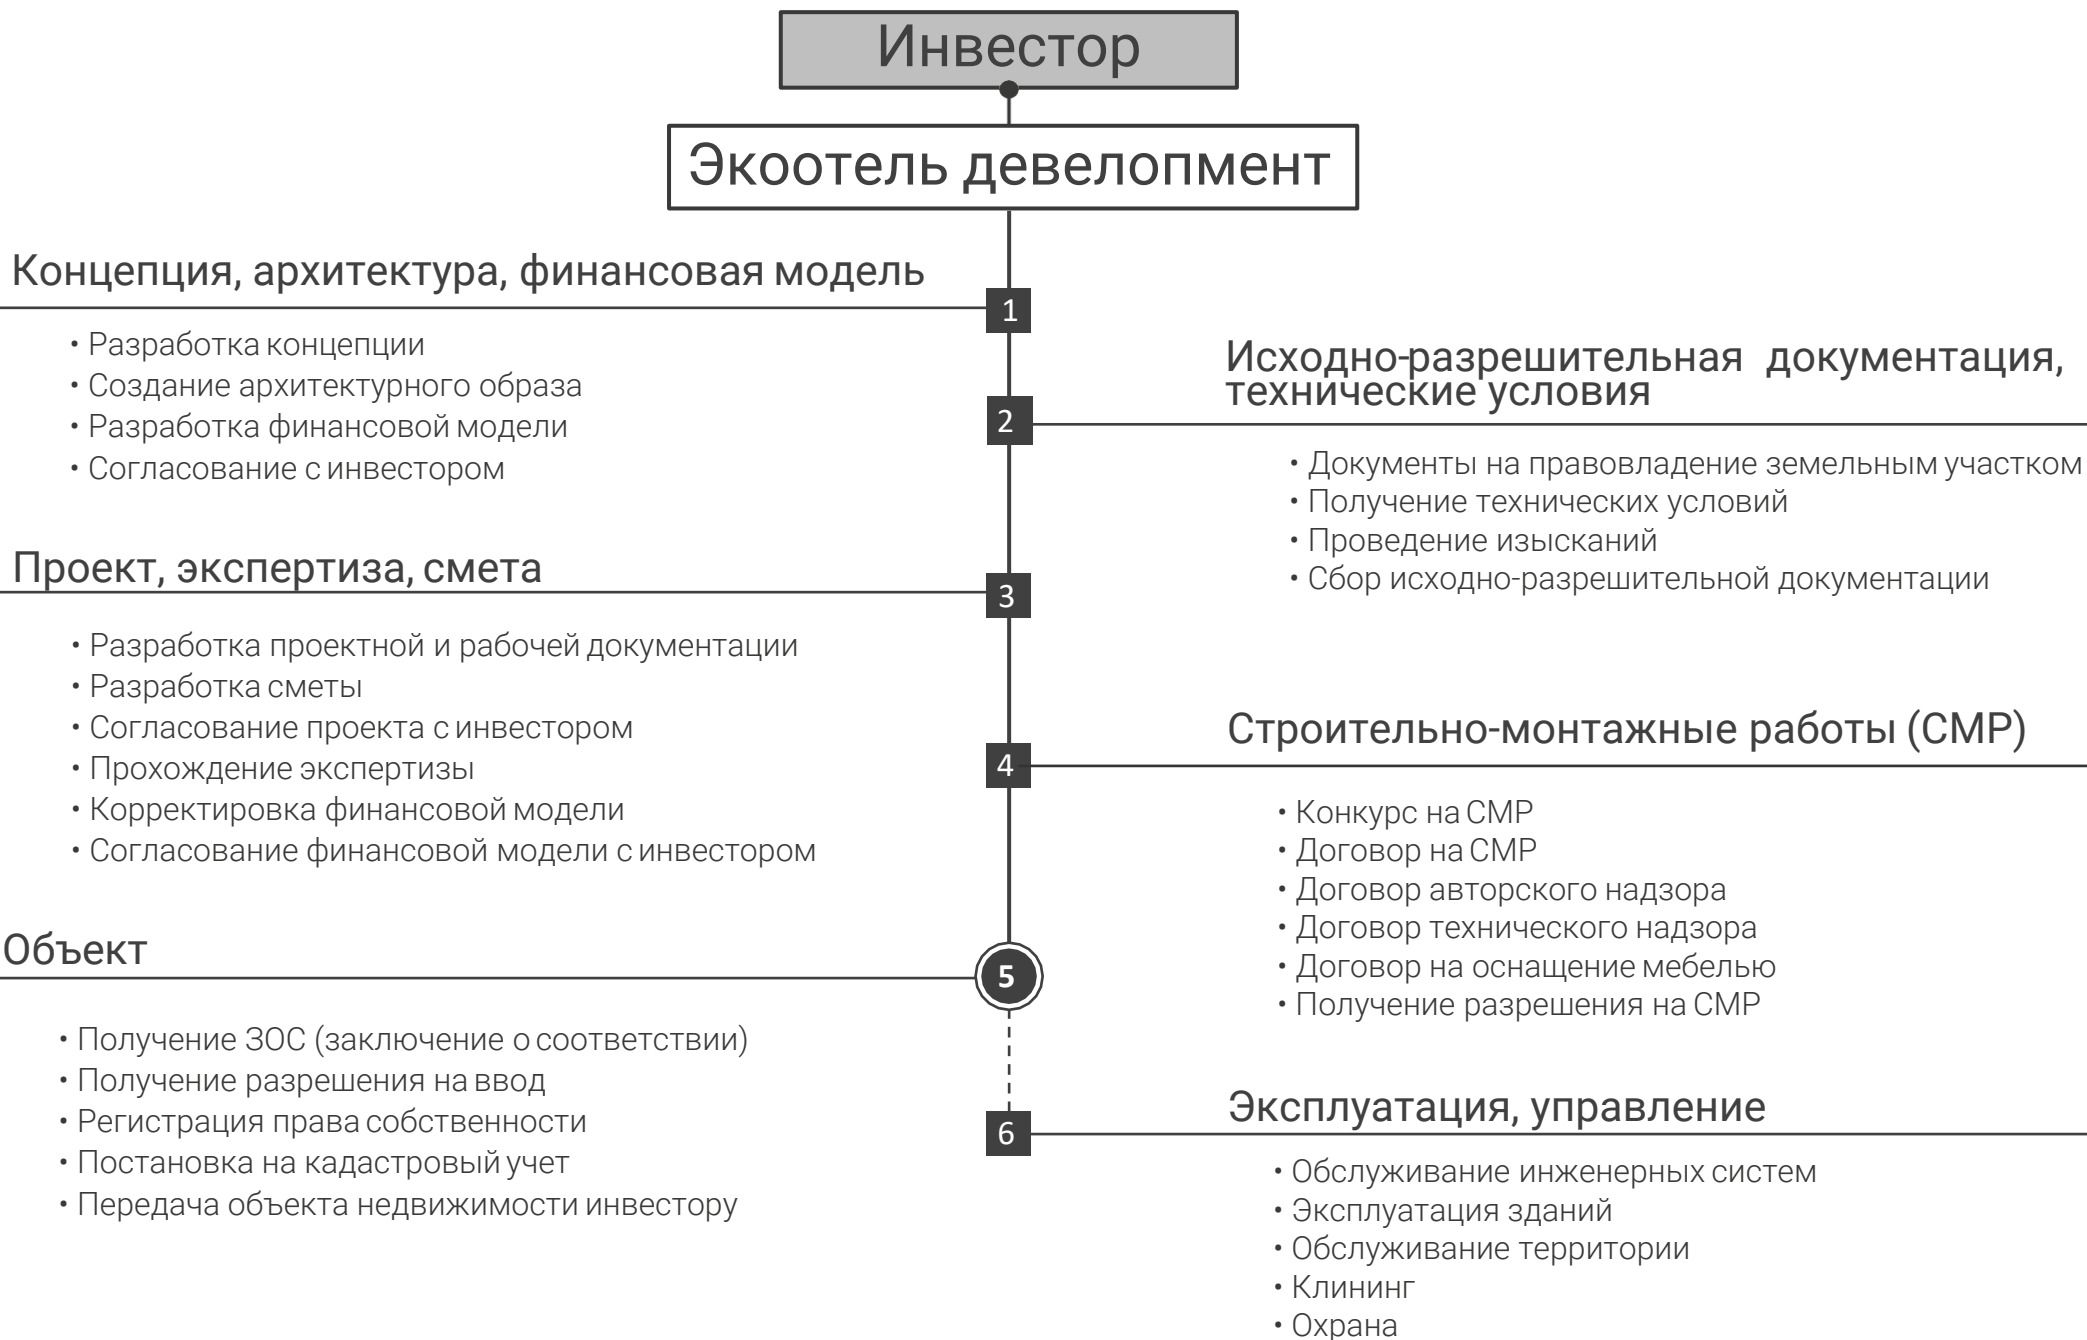 Инвестор
Экоотель девелопмент
Концепция, архитектура, финансовая модель
1
• Разработка концепции
• Создание архитектурного образа
• Разработка финансовой модели
• Согласование с инвестором
Исходно-разрешительная документация,
технические условия
2
• Документы на правовладение земельным участком
• Получение технических условий
• Проведение изысканий
• Сбор исходно-разрешительной документации
Проект, экспертиза, смета
3
• Разработка проектной и рабочей документации
• Разработка сметы
• Согласование проекта с инвестором
• Прохождение экспертизы
• Корректировка финансовой модели
• Согласование финансовой модели с инвестором
Строительно-монтажные работы (СМР)
4
• Конкурс на СМР
• Договор на СМР
• Договор авторского надзора
• Договор технического надзора
• Договор на оснащение мебелью
• Получение разрешения на СМР
Объект
5
• Получение ЗОС (заключение о соответствии)
• Получение разрешения на ввод
• Регистрация права собственности
• Постановка на кадастровый учет
• Передача объекта недвижимости инвестору
Эксплуатация, управление
6
• Обслуживание инженерных систем
• Эксплуатация зданий
• Обслуживание территории
• Клининг
• Охрана